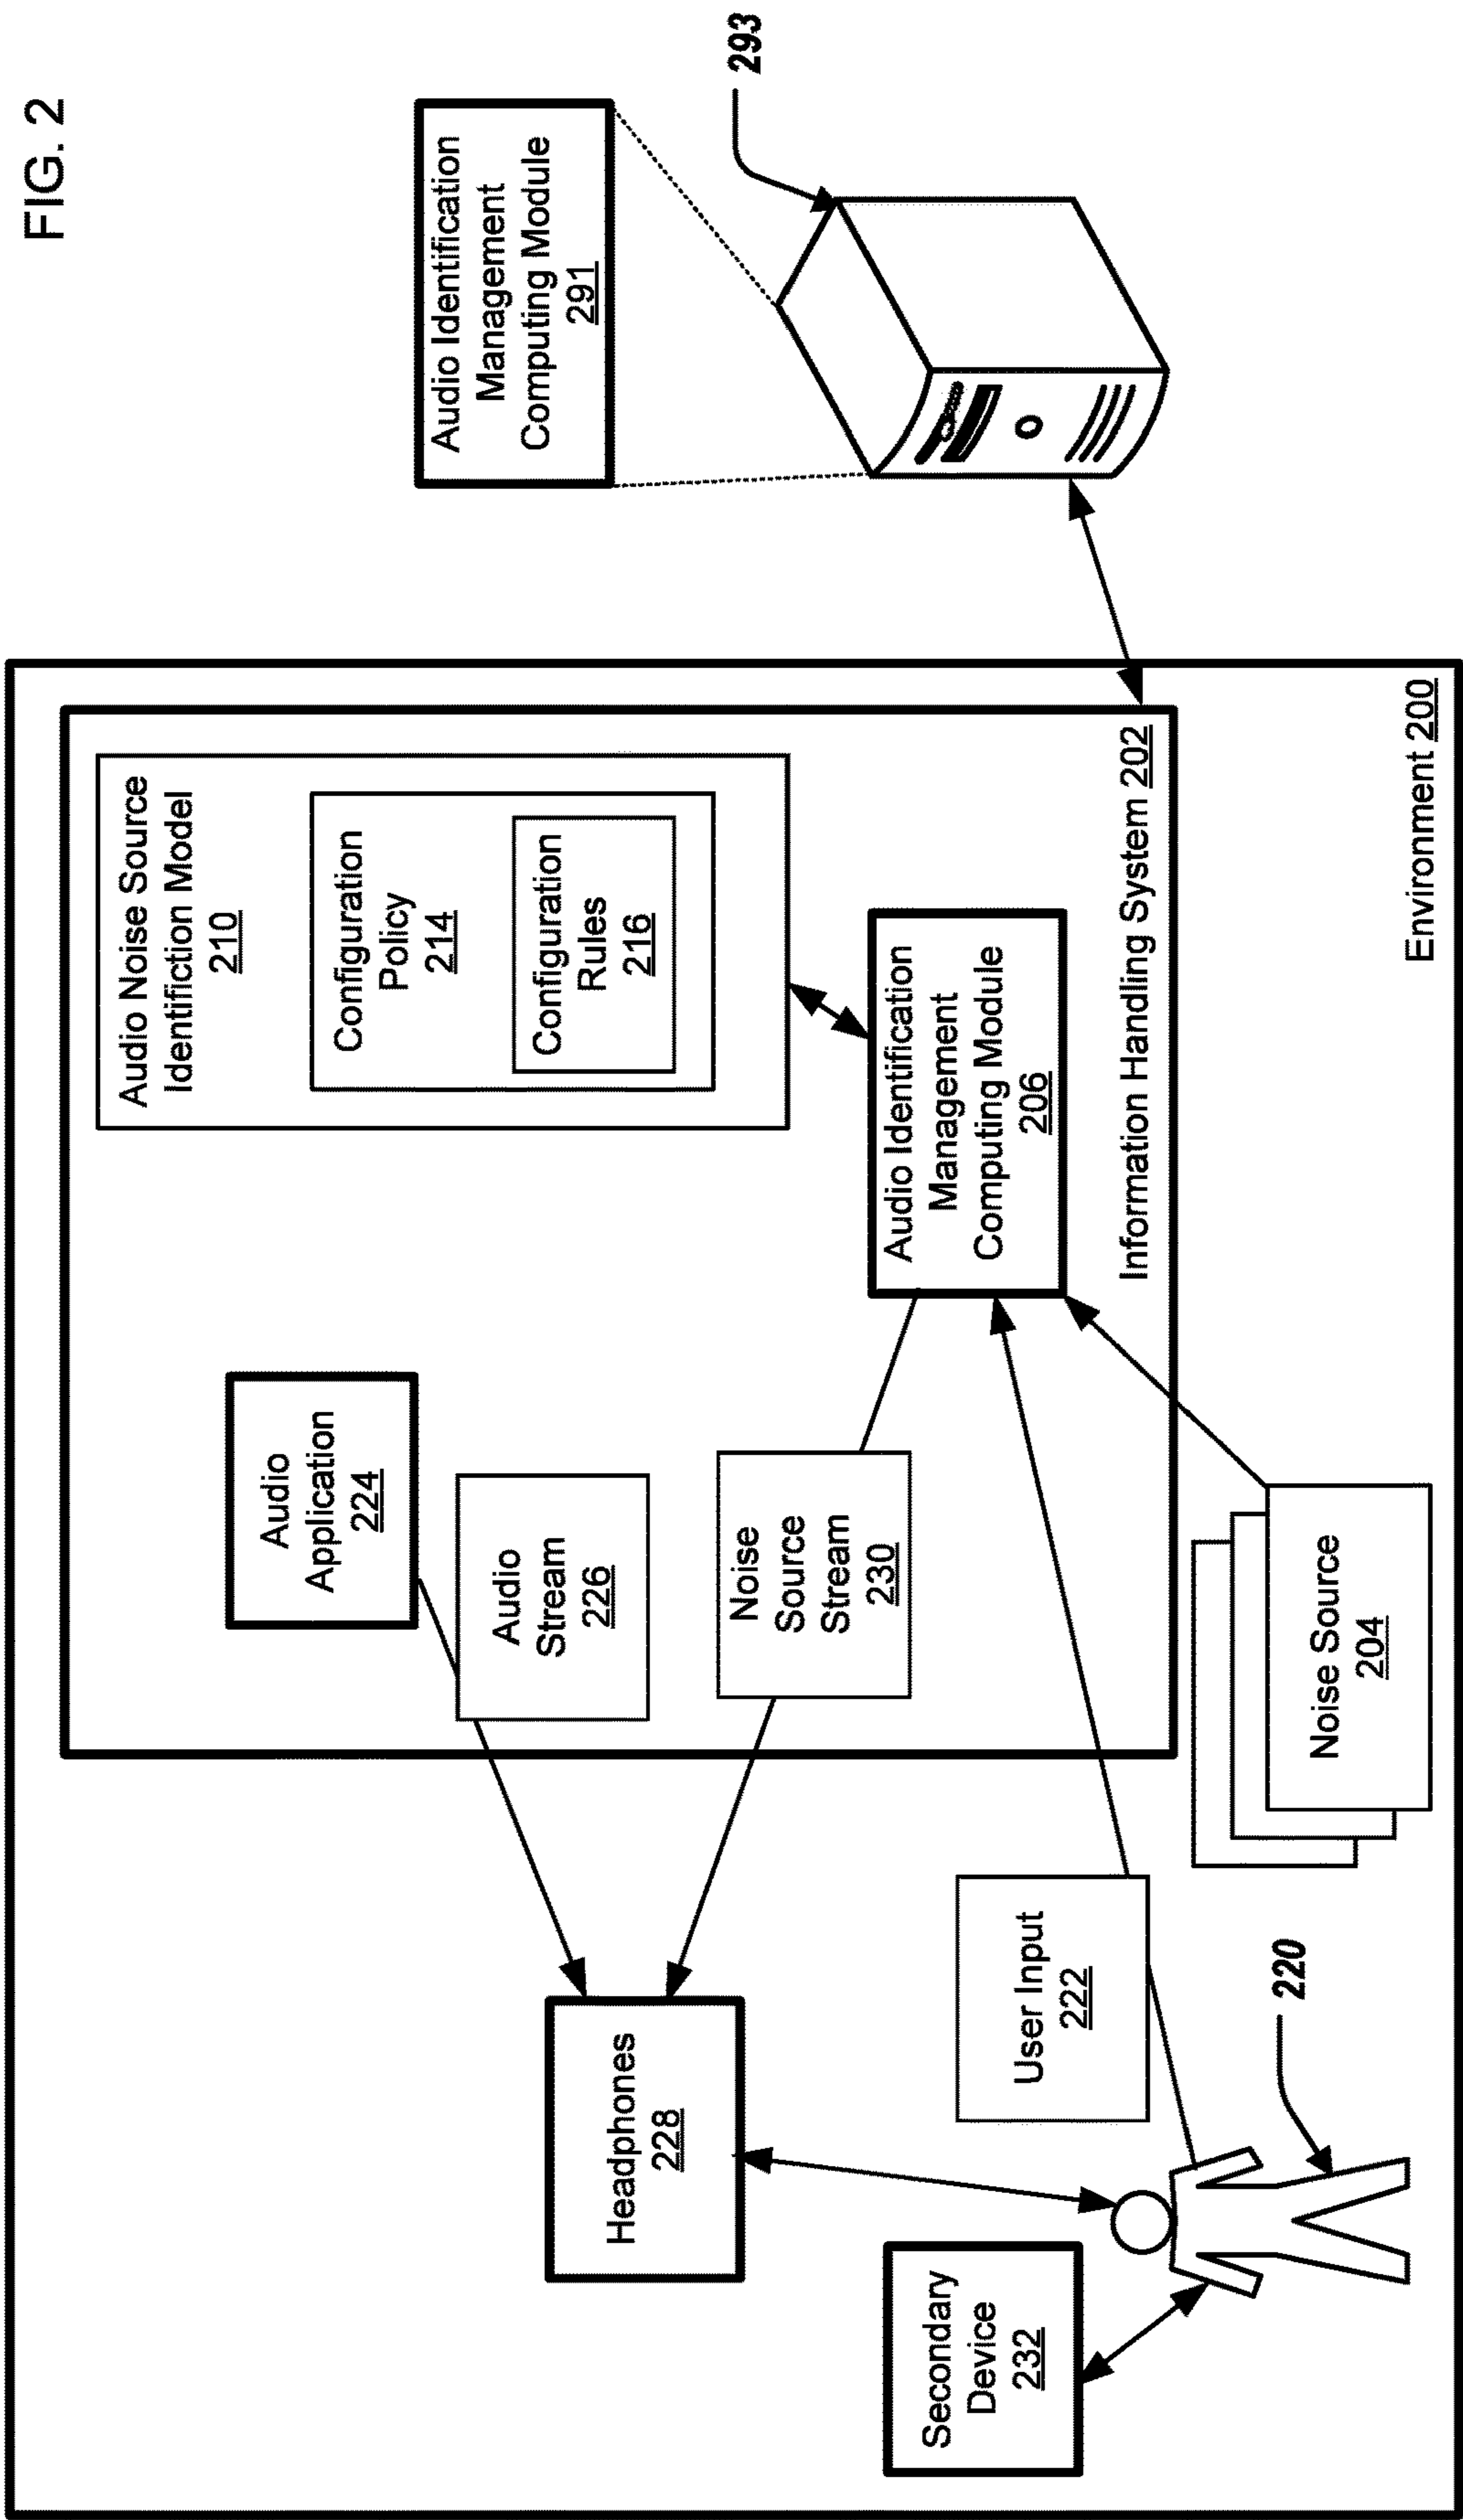 FIG. 2
Audio Application
224
Audio Stream
226
Audio Noise Source
Identifiction Model
210
Configuration
Policy
214
Configuration
Rules
216
Audio Identification
Management
Computing Module
291
293
Headphones
228
Noise
Source
Stream
230
Audio Identification
Management
Computing Module
206
Information Handling System 202
Secondary
Device
232
User Input
222
220
Noise Source
204
Environment 200